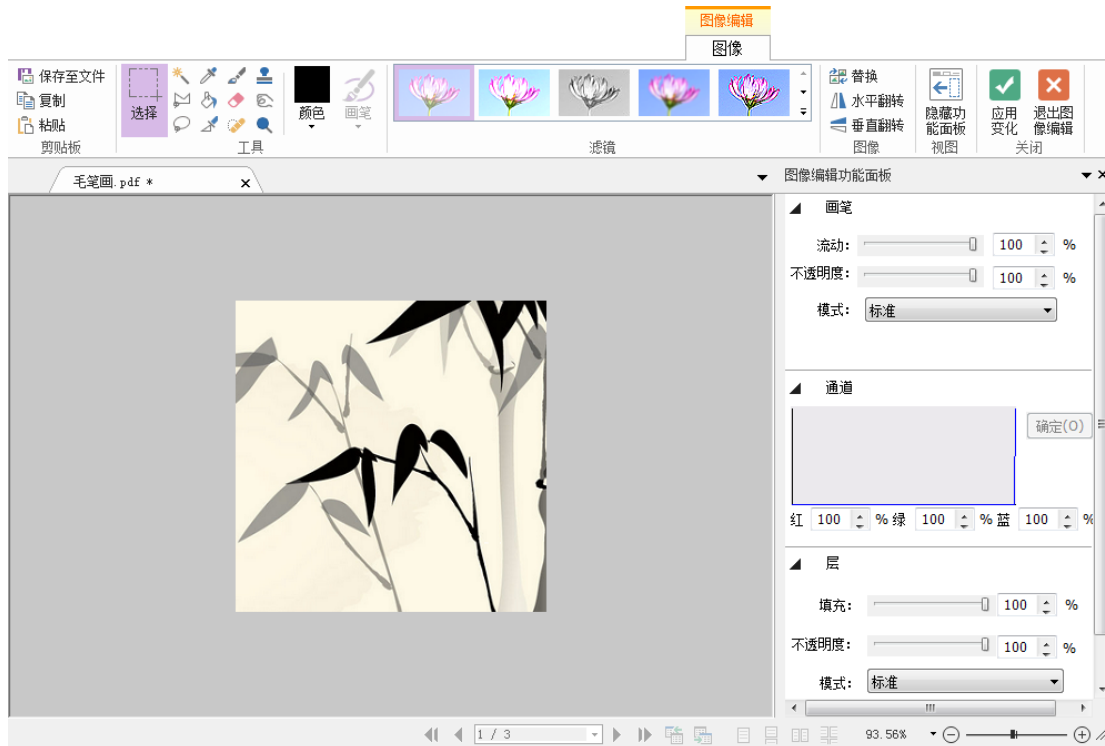 图像编辑
图像
保存至文件
复制
粘贴
剪贴板
选择
工具
颜色
画笔
滤镜
替换
水平翻转
垂直翻转
图像
隐藏功
能面板
视图
应用
变化
退出图
像编辑
关闭
毛笔画.pdf *
图像编辑功能面板
画笔
流动: 100 %
不透明度: 100 %
模式: 标准
通道
确定(O)
红 100 % 绿 100 % 蓝 100 %
层
填充: 100 %
不透明度: 100 %
模式: 标准
1 / 3
93.56%